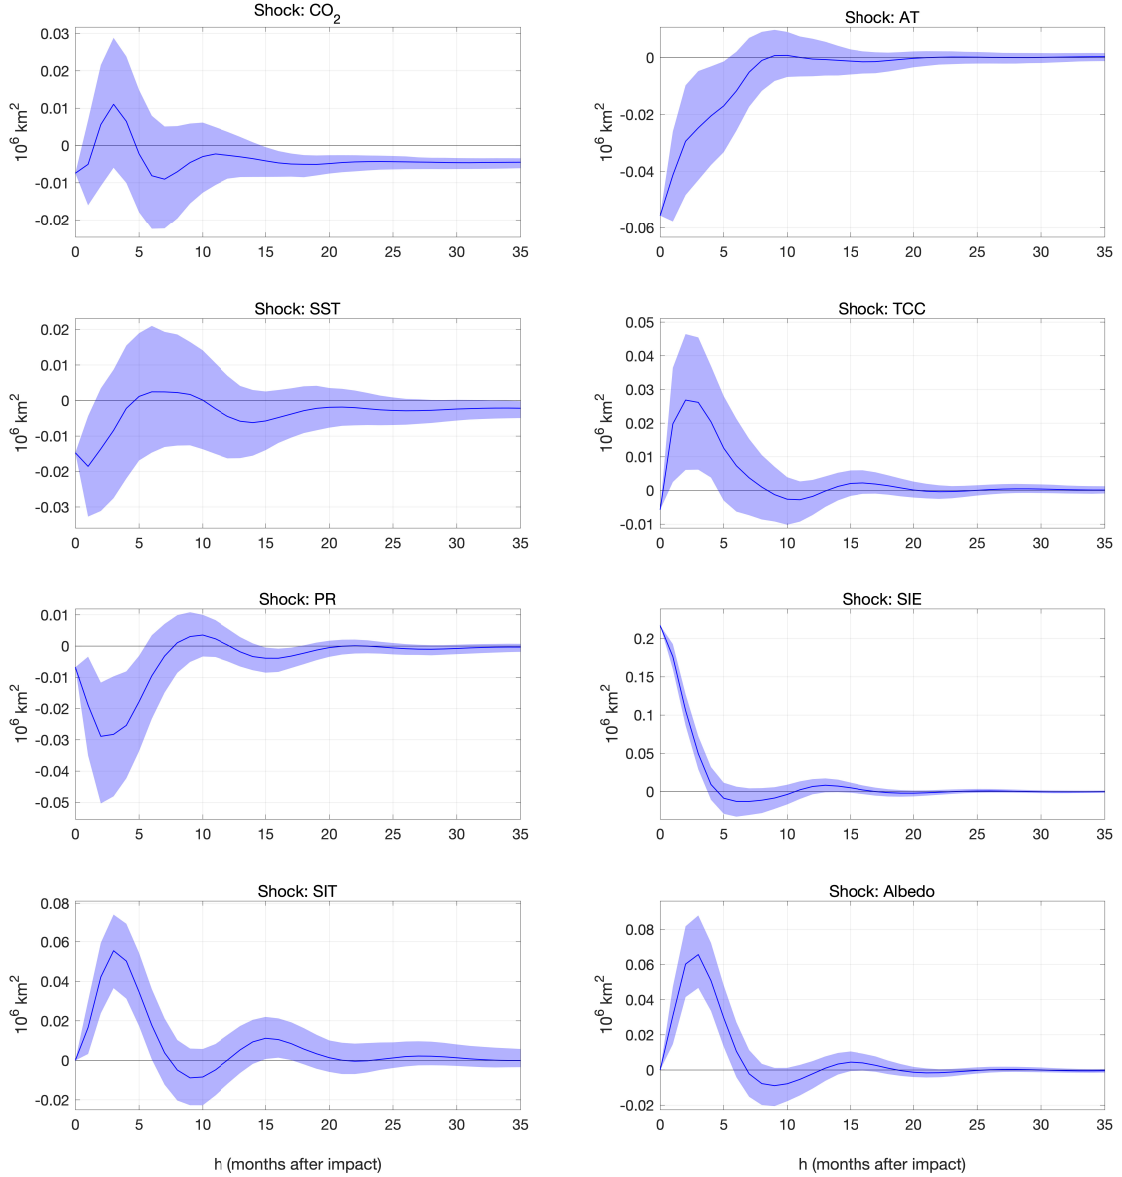 Shock: CO2
10^6 km^2
0.03
0.02
0.01
0
-0.01
-0.02
0 5 10 15 20 25 30 35
Shock: AT
10^6 km^2
0
-0.02
-0.04
-0.06
0 5 10 15 20 25 30 35
Shock: SST
10^6 km^2
0.02
0.01
0
-0.01
-0.02
-0.03
0 5 10 15 20 25 30 35
Shock: TCC
10^6 km^2
0.05
0.04
0.03
0.02
0.01
0
-0.01
0 5 10 15 20 25 30 35
Shock: PR
10^6 km^2
0.01
0
-0.01
-0.02
-0.03
-0.04
-0.05
0 5 10 15 20 25 30 35
Shock: SIE
10^6 km^2
0.2
0.15
0.1
0.05
0
0 5 10 15 20 25 30 35
Shock: SIT
10^6 km^2
0.08
0.06
0.04
0.02
0
-0.02
0 5 10 15 20 25 30 35
h (months after impact)
Shock: Albedo
10^6 km^2
0.08
0.06
0.04
0.02
0
-0.02
0 5 10 15 20 25 30 35
h (months after impact)